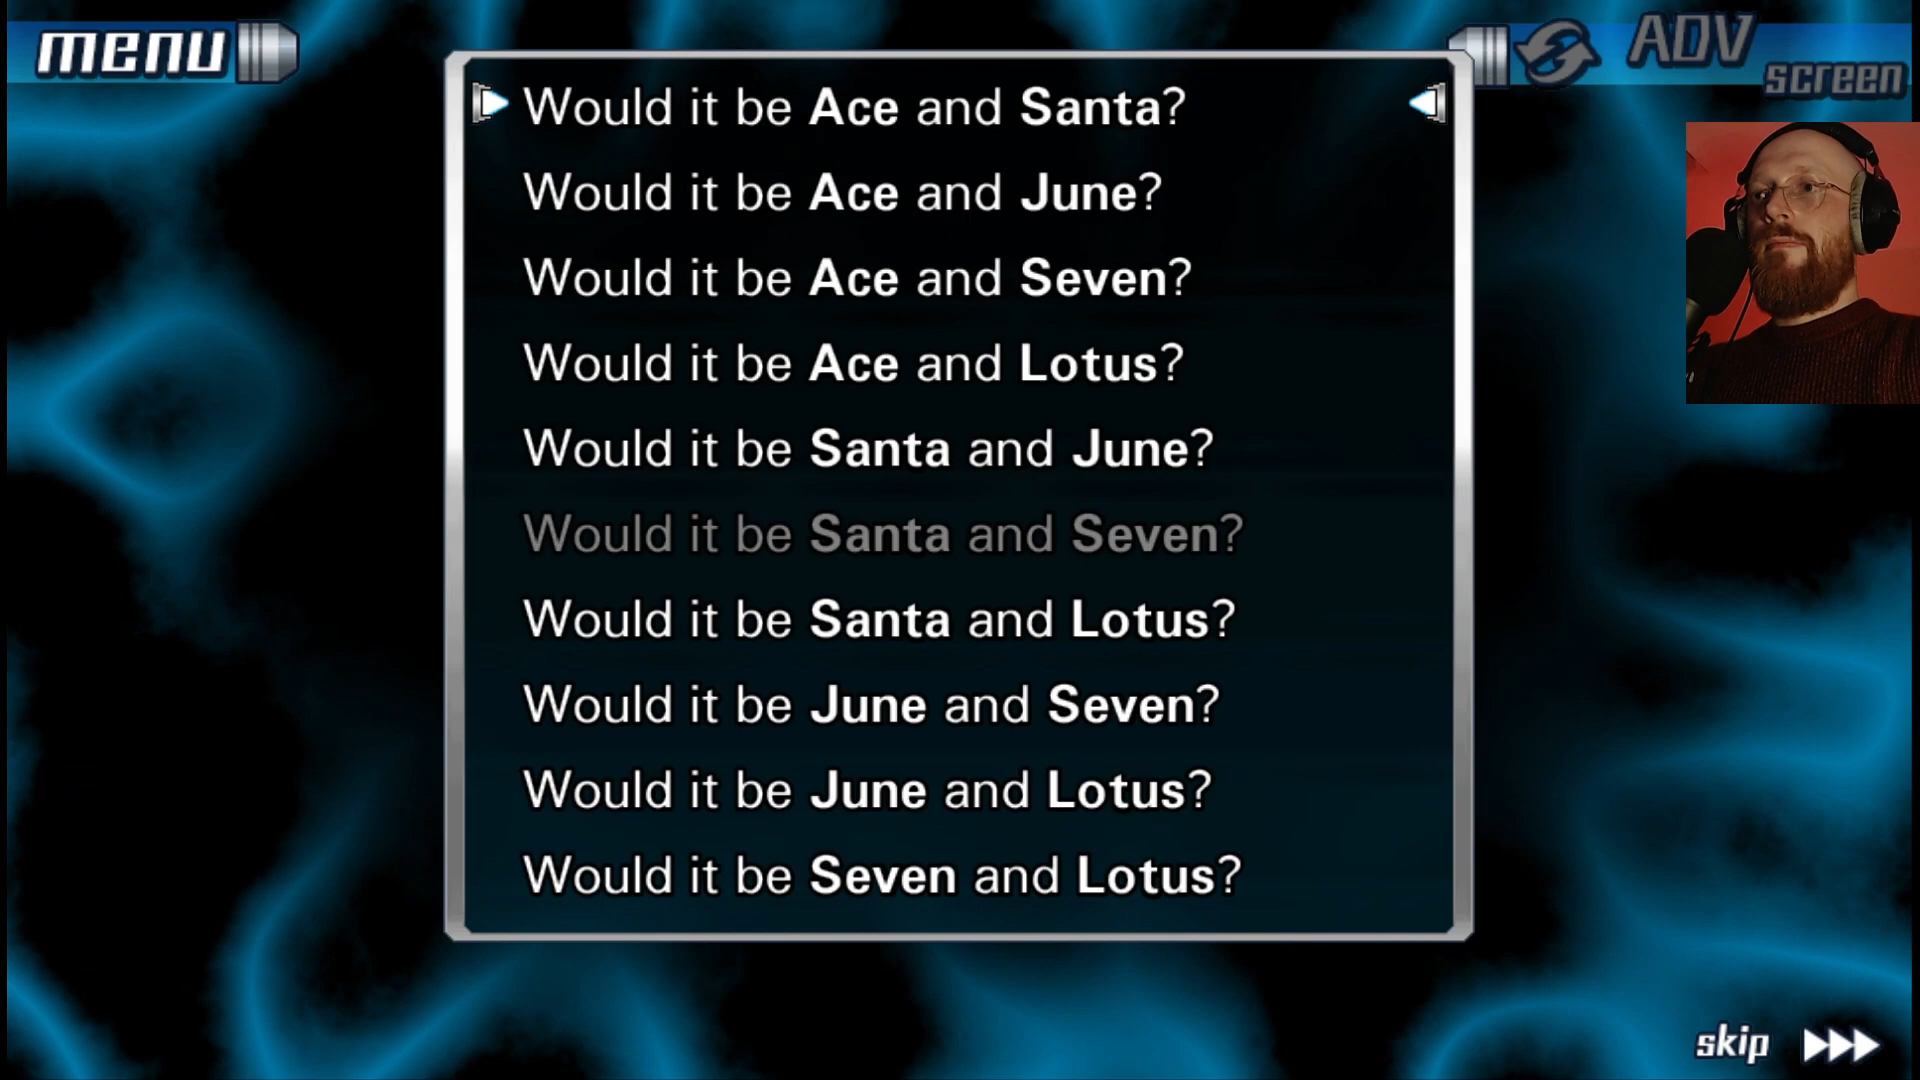 menu
ADV
screen
Would it be Ace and Santa?
Would it be Ace and June?
Would it be Ace and Seven?
Would it be Ace and Lotus?
Would it be Santa and June?
Would it be Santa and Seven?
Would it be Santa and Lotus?
Would it be June and Seven?
Would it be June and Lotus?
Would it be Seven and Lotus?
skip